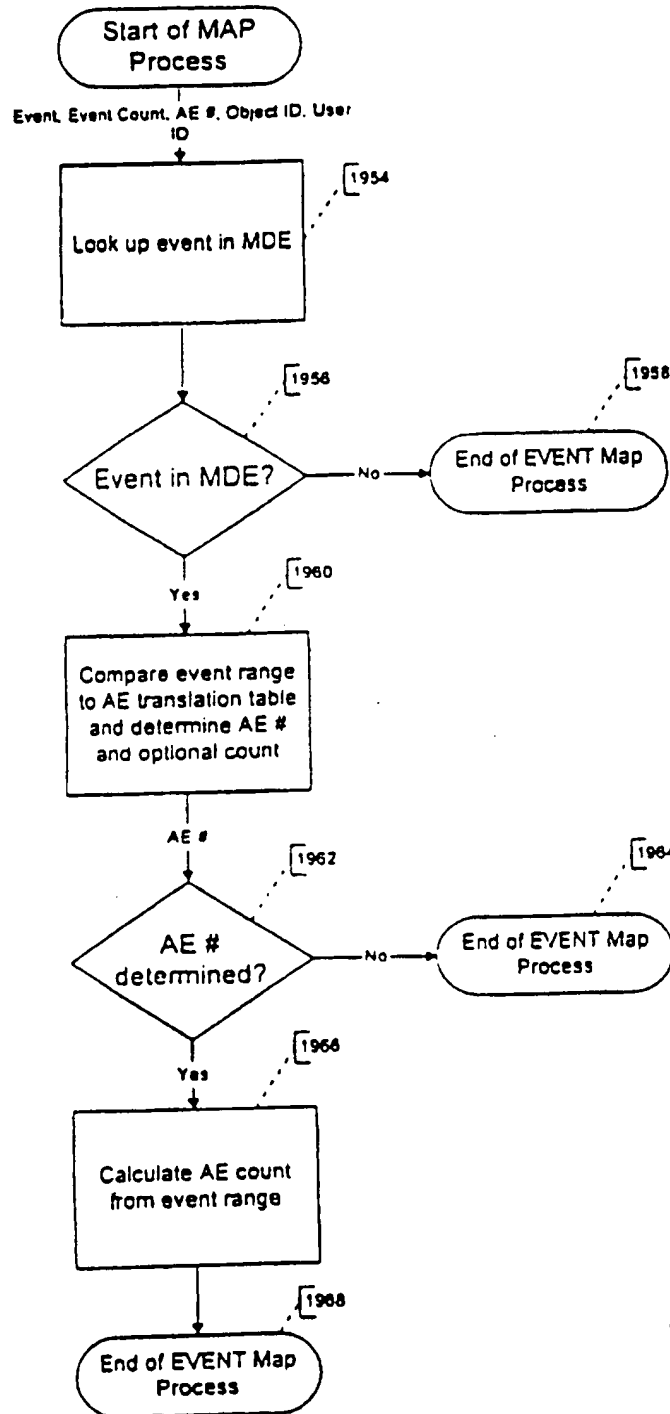 Start of MAP
Process
Event, Event Count, AE #, Object ID, User
ID
1954
Look up event in MDE
1956
1958
Event in MDE?
No
End of EVENT Map
Process
Yes
1960
Compare event range
to AE translation table
and determine AE #
and optional count
AE #
1962
1964
AE #
determined?
No
End of EVENT Map
Process
Yes
1966
Calculate AE count
from event range
1968
End of EVENT Map
Process